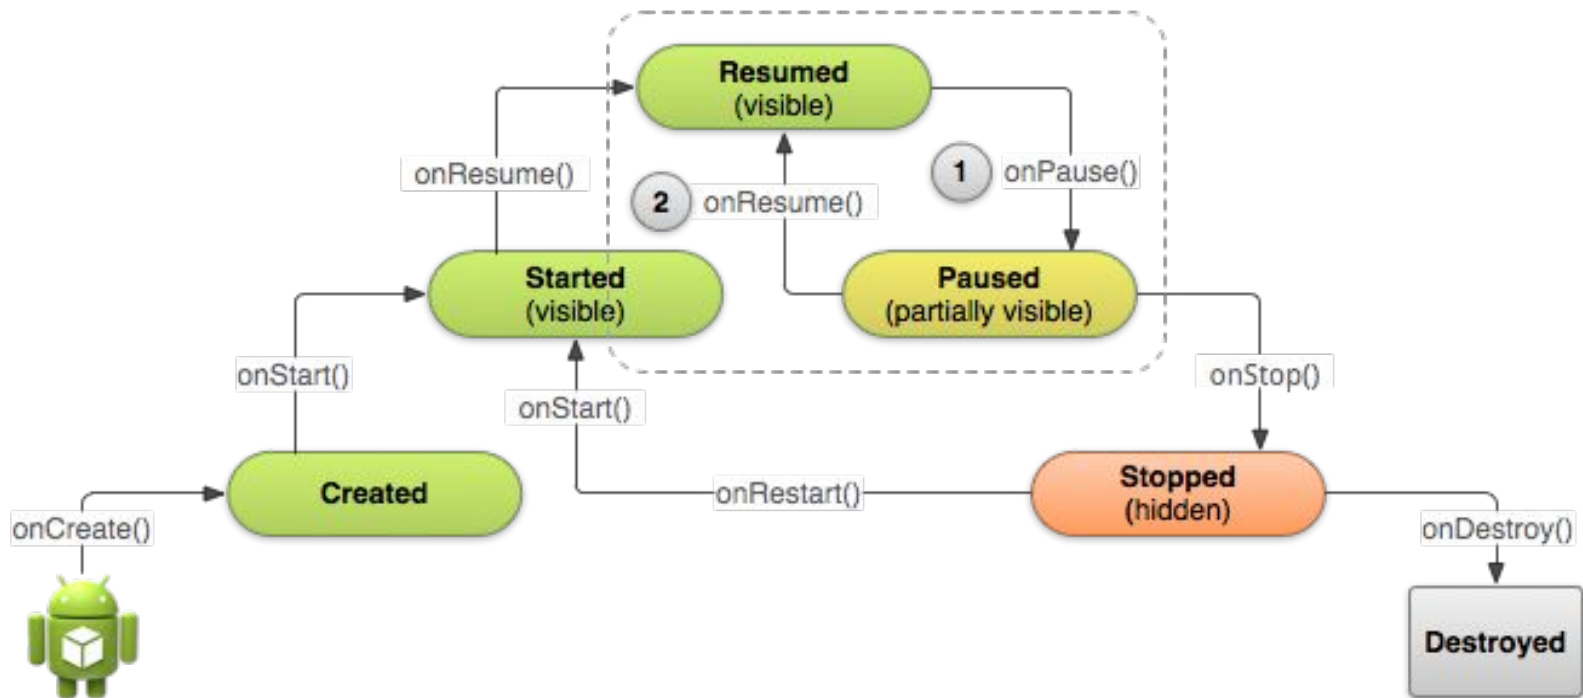 Resumed
(visible)
onResume()
1
onPause()
2
onResume()
Started
(visible)
Paused
(partially visible)
onStart()
onStop()
onStart()
Created
onRestart()
Stopped
(hidden)
onCreate()
onDestroy()
Destroyed